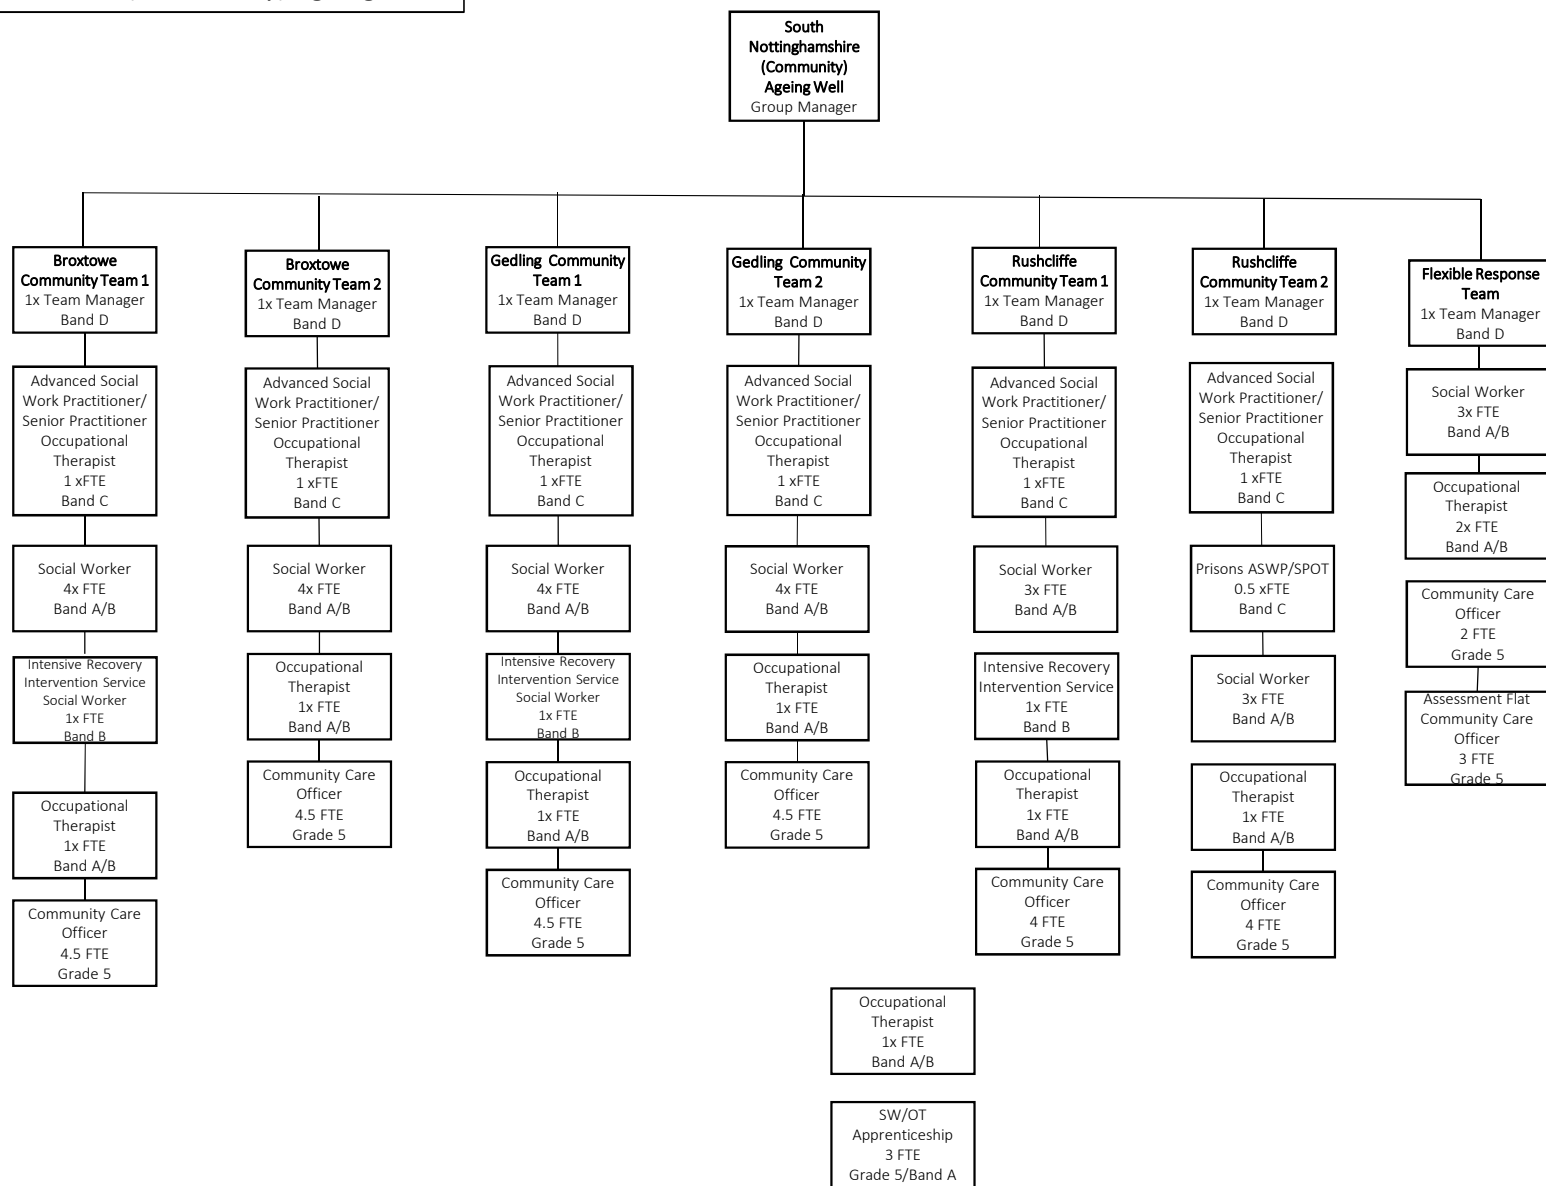 South
Nottinghamshire
(Community)
Ageing Well
Group Manager
Broxtowe
Community Team 1
1x Team Manager
Band D
Advanced Social
Work Practitioner/
Senior Practitioner
Occupational
Therapist
1 xFTE
Band C
Social Worker
4x FTE
Band A/B
Intensive Recovery
Intervention Service
Social Worker
1x FTE
Band B
Occupational
Therapist
1x FTE
Band A/B
Community Care
Officer
4.5 FTE
Grade 5
Broxtowe
Community Team 2
1x Team Manager
Band D
Advanced Social
Work Practitioner/
Senior Practitioner
Occupational
Therapist
1 xFTE
Band C
Social Worker
4x FTE
Band A/B
Occupational
Therapist
1x FTE
Band A/B
Community Care
Officer
4.5 FTE
Grade 5
Gedling Community
Team 1
1x Team Manager
Band D
Advanced Social
Work Practitioner/
Senior Practitioner
Occupational
Therapist
1 xFTE
Band C
Social Worker
4x FTE
Band A/B
Intensive Recovery
Intervention Service
Social Worker
1x FTE
Band B
Occupational
Therapist
1x FTE
Band A/B
Community Care
Officer
4.5 FTE
Grade 5
Gedling Community
Team 2
1x Team Manager
Band D
Advanced Social
Work Practitioner/
Senior Practitioner
Occupational
Therapist
1 xFTE
Band C
Social Worker
4x FTE
Band A/B
Occupational
Therapist
1x FTE
Band A/B
Community Care
Officer
4.5 FTE
Grade 5
Rushcliffe
Community Team 1
1x Team Manager
Band D
Advanced Social
Work Practitioner/
Senior Practitioner
Occupational
Therapist
1 xFTE
Band C
Social Worker
3x FTE
Band A/B
Intensive Recovery
Intervention Service
1x FTE
Band B
Occupational
Therapist
1x FTE
Band A/B
Community Care
Officer
4 FTE
Grade 5
Rushcliffe
Community Team 2
1x Team Manager
Band D
Advanced Social
Work Practitioner/
Senior Practitioner
Occupational
Therapist
1 xFTE
Band C
Prisons ASWP/SPOT
0.5 xFTE
Band C
Social Worker
3x FTE
Band A/B
Occupational
Therapist
1x FTE
Band A/B
Community Care
Officer
4 FTE
Grade 5
Flexible Response
Team
1x Team Manager
Band D
Social Worker
3x FTE
Band A/B
Occupational
Therapist
2x FTE
Band A/B
Community Care
Officer
2 FTE
Grade 5
Assessment Flat
Community Care
Officer
3 FTE
Grade 5
Occupational
Therapist
1x FTE
Band A/B
SW/OT
Apprenticeship
3 FTE
Grade 5/Band A